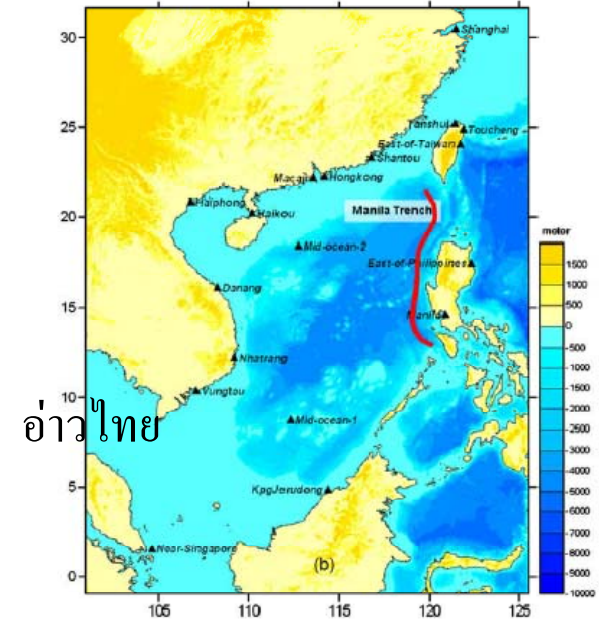 30
Shanghai
25
Tanshui
Toucheng
East-of-Taiwan
Shantou
Macau
Hongkong
20
Haiphong
Haikou
Manila Trench
Mid-ocean-2
East-of-Philippines
15
Danang
Manila
Nhatrang
10
Vungtau
อ่าวไทย
Mid-ocean-1
5
KpgJerudong
Near-Singapore
0
(b)
105
110
115
120
125
meter
1500
1000
500
0
-500
-1000
-1500
-2000
-2500
-3000
-4000
-5000
-6000
-7000
-8000
-9000
-10000